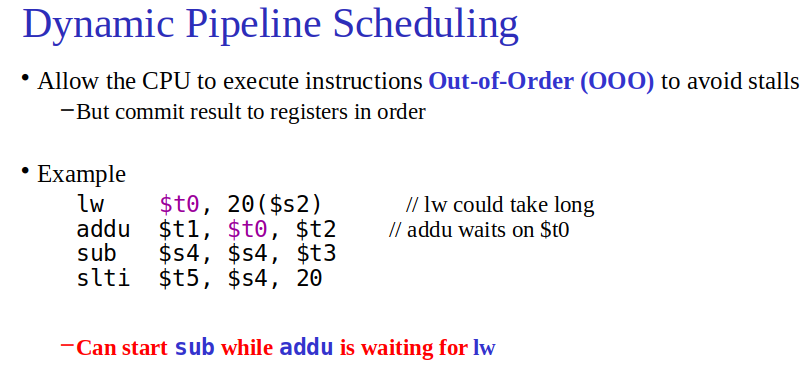 Dynamic Pipeline Scheduling
• Allow the CPU to execute instructions Out-of-Order (OOO) to avoid stalls
–But commit result to registers in order
• Example
lw $t0, 20($s2) // lw could take long
addu $t1, $t0, $t2 // addu waits on $t0
sub $s4, $s4, $t3
slti $t5, $s4, 20
–Can start sub while addu is waiting for lw